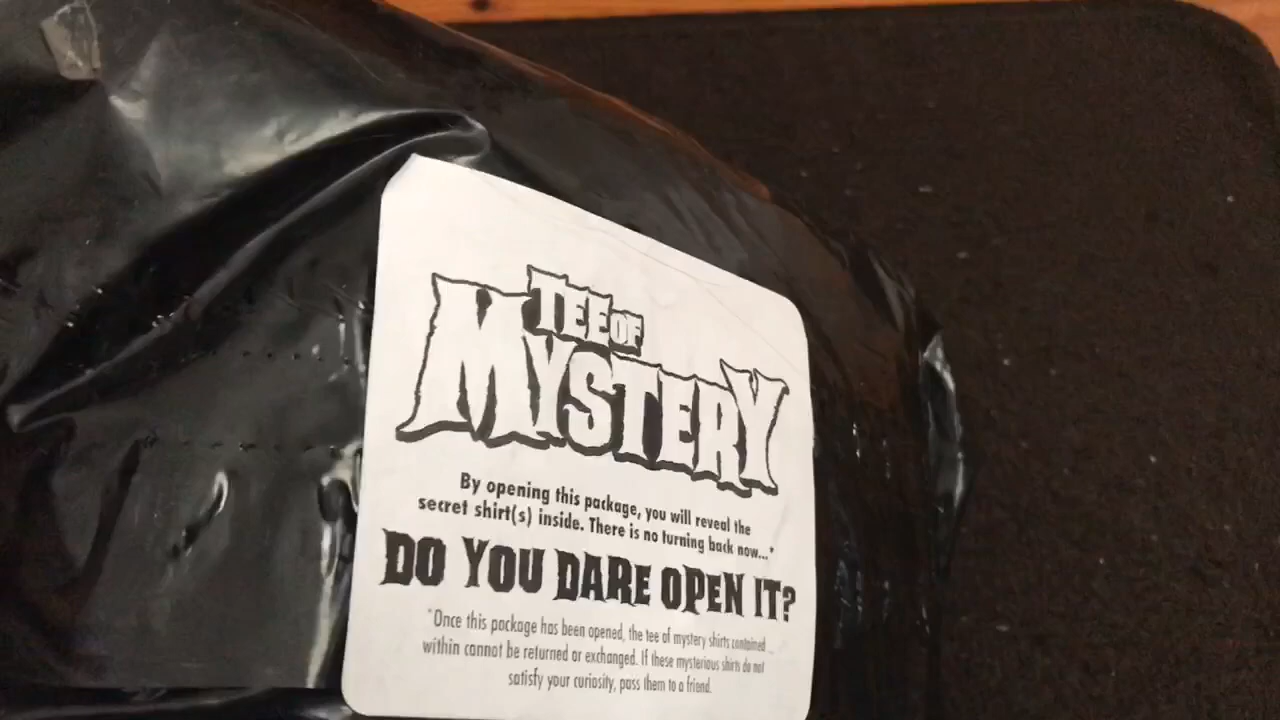 TEE OF
MYSTERY
By opening this package, you will reveal the
secret shirt(s) inside. There is no turning back now...*
DO YOU DARE OPEN IT?
*Once this package has been opened, the tee of mystery shirts contained
within cannot be returned or exchanged. If these mysterious shirts do not
satisfy your curiosity, pass them to a friend.